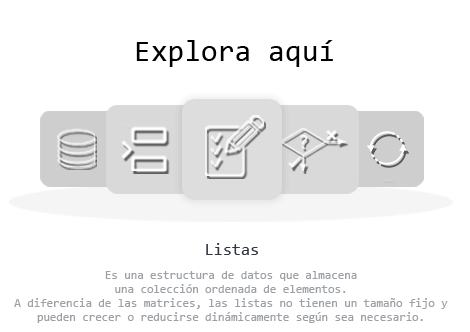 Explora aquí
?
Listas
Es una estructura de datos que almacena
una colección ordenada de elementos.
A diferencia de las matrices, las listas no tienen un tamaño fijo y
pueden crecer o reducirse dinámicamente según sea necesario.